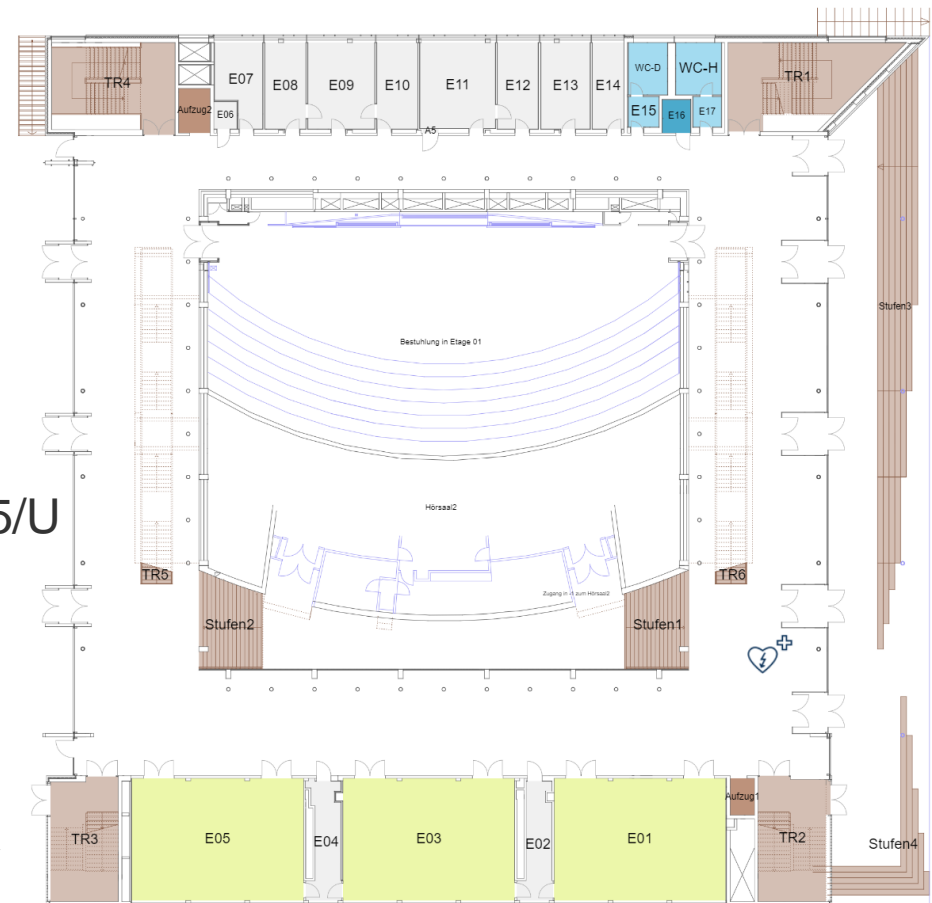 TR4
E07
E08
E09
E10
E11
E12
E13
E14
WC-D
WC-H
TR1
Aufzug2
E06
E15
E16
E17
A5
Stufen3
Bestuhlung in Etage 01
5/U
Hörsaal2
TR5
TR6
Zugang in -1 zum Hörsaal2
Stufen2
Stufen1
Aufzug1
TR3
E05
E04
E03
E02
E01
TR2
Stufen4